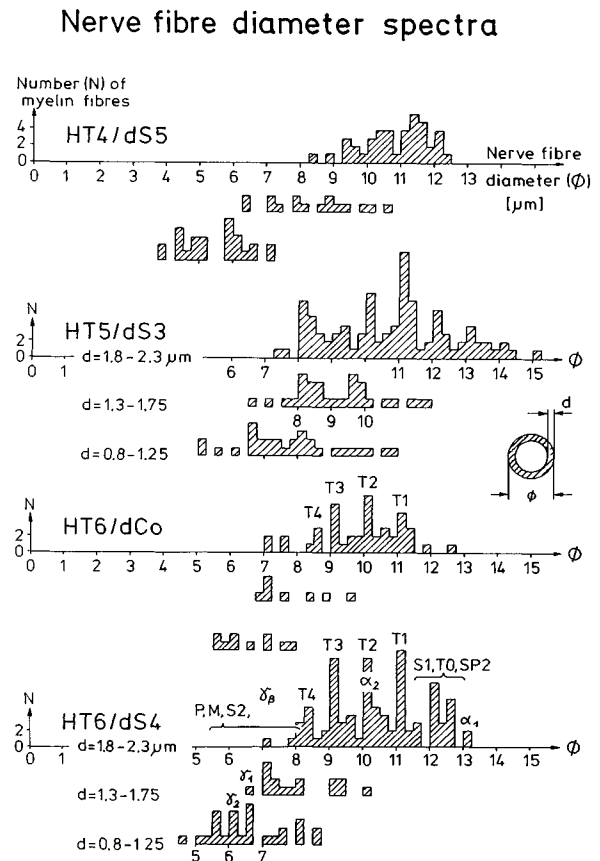 Nerve fibre diameter spectra
Number (N) of
myelin fibres
4
2
0
HT4/dS5
Nerve fibre
diameter (Φ)
[µm]
0 1 2 3 4 5 6 7 8 9 10 11 12 13
N
2
0
HT5/dS3
d=1.8-2.3 µm
6 7 Φ
9 10 11 12 13 14 15
d=1.3-1.75
8 9 10
d=0.8-1.25
d
Φ
N
2
0
HT6/dCo
T4 T3 T2 T1
Φ
0 1 2 3 4 5 6 7 8 9 10 11 12 13 14 15
N
2
0
HT6/dS4
P,M,S2, γβ T4 T3 T2 α2 T1 S1,T0,SP2 α1
Φ
d=1.8-2.3µm
5 6 7 8 9 10 11 12 13 14 15
d=1.3-1.75
γ1
γ2
d=0.8-1.25
5 6 7